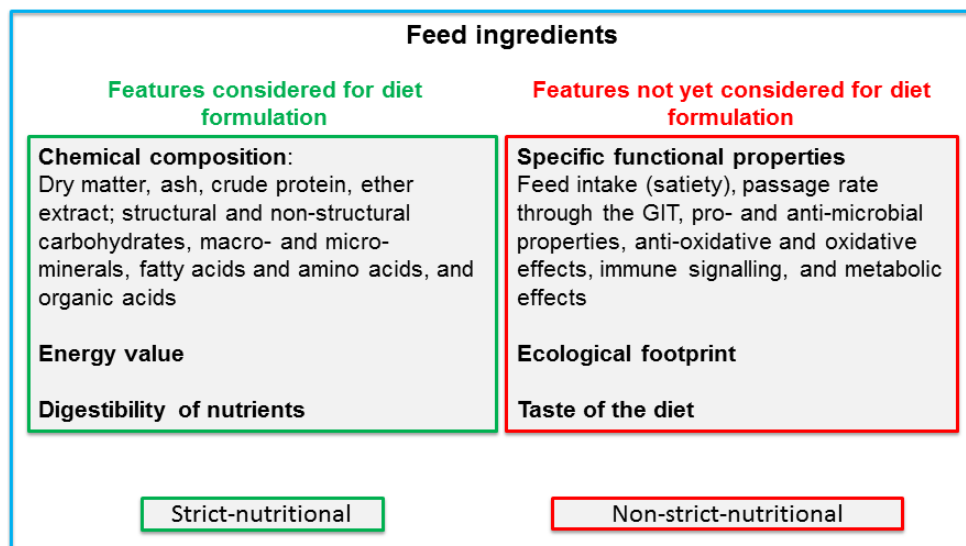 Feed ingredients
Features considered for diet
formulation
Chemical composition:
Dry matter, ash, crude protein, ether
extract; structural and non-structural
carbohydrates, macro- and micro-
minerals, fatty acids and amino acids, and
organic acids
Energy value
Digestibility of nutrients
Strict-nutritional
Features not yet considered for diet
formulation
Specific functional properties
Feed intake (satiety), passage rate
through the GIT, pro- and anti-microbial
properties, anti-oxidative and oxidative
effects, immune signalling, and metabolic
effects
Ecological footprint
Taste of the diet
Non-strict-nutritional